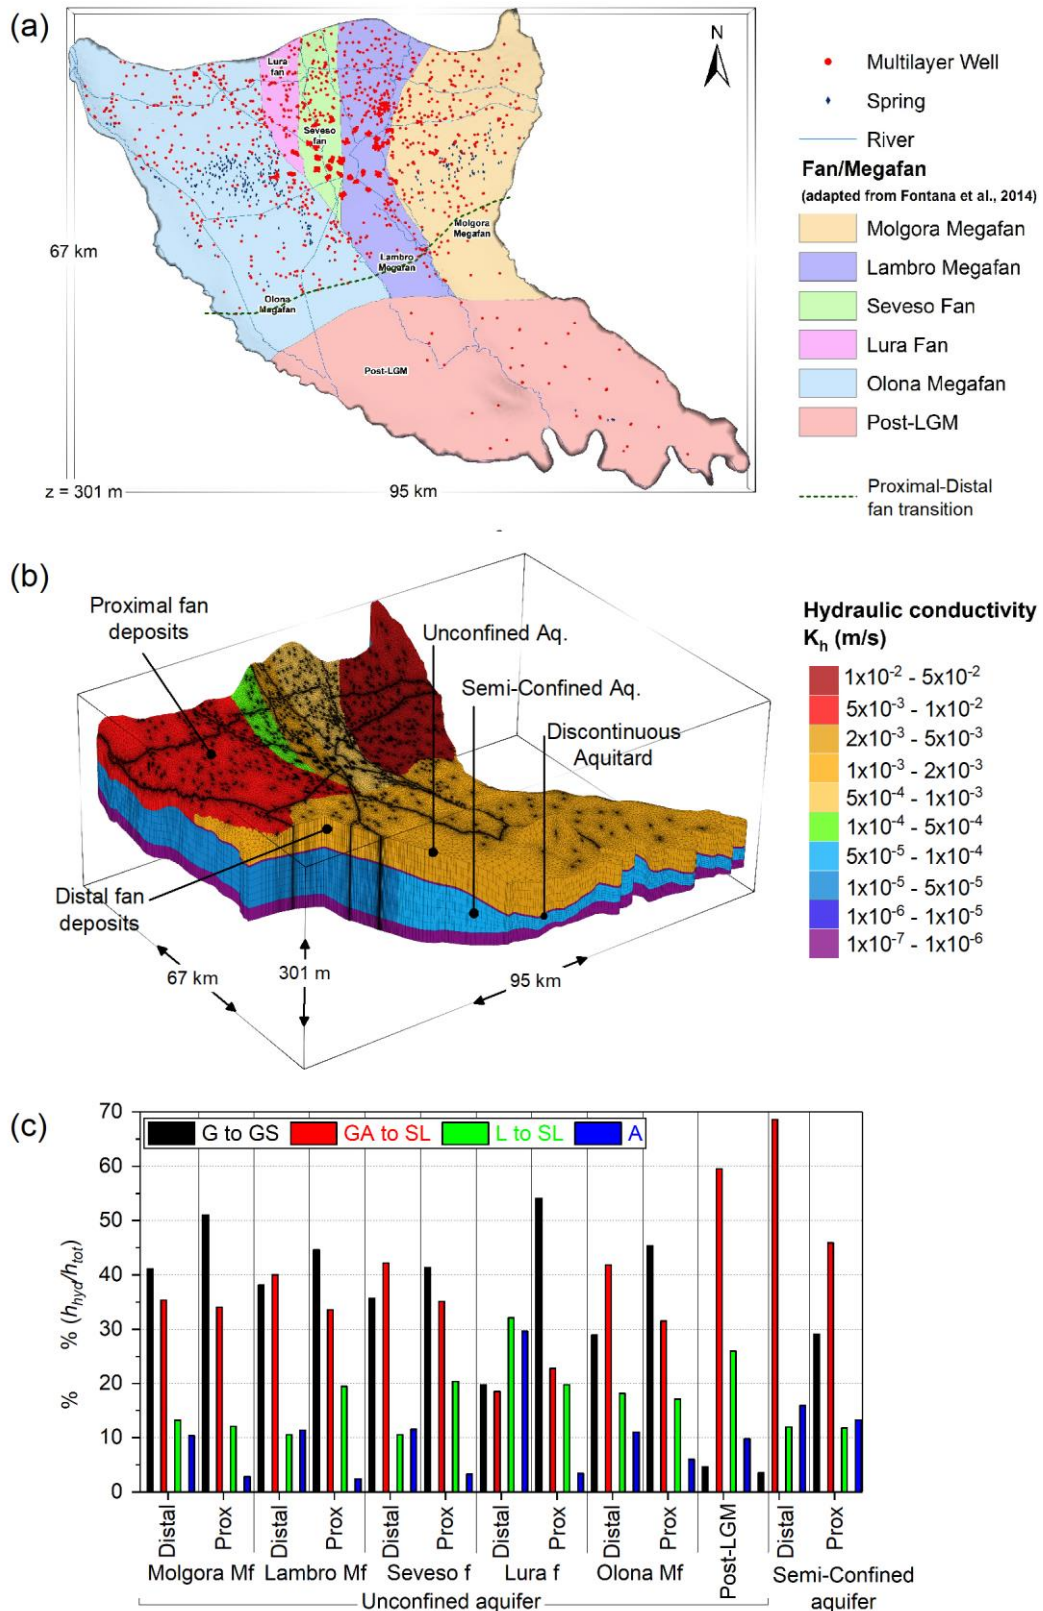 (a)
N
Lura
fan
Seveso
fan
Molgora
Megafan
Lambro
Megafan
Olona
Megafan
Post-LGM
67 km
z = 301 m
95 km
Multilayer Well
Spring
River
Fan/Megafan
(adapted from Fontana et al., 2014)
Molgora Megafan
Lambro Megafan
Seveso Fan
Lura Fan
Olona Megafan
Post-LGM
Proximal-Distal
fan transition
(b)
Proximal fan
deposits
Unconfined Aq.
Semi-Confined Aq.
Discontinuous
Aquitard
Distal fan
deposits
67 km
301 m
95 km
Hydraulic conductivity
K_h (m/s)
1x10⁻² - 5x10⁻²
5x10⁻³ - 1x10⁻²
2x10⁻³ - 5x10⁻³
1x10⁻³ - 2x10⁻³
5x10⁻⁴ - 1x10⁻³
1x10⁻⁴ - 5x10⁻⁴
5x10⁻⁵ - 1x10⁻⁴
1x10⁻⁵ - 5x10⁻⁵
1x10⁻⁶ - 1x10⁻⁵
1x10⁻⁷ - 1x10⁻⁶
(c)
G to GS GA to SL L to SL A
% % (h_hyd/h_tot)
70
60
50
40
30
20
10
0
Distal Prox Distal Prox Distal Prox Distal Prox Distal Prox Post-LGM Distal Prox
Molgora Mf Lambro Mf Seveso f Lura f Olona Mf Semi-Confined
Unconfined aquifer aquifer